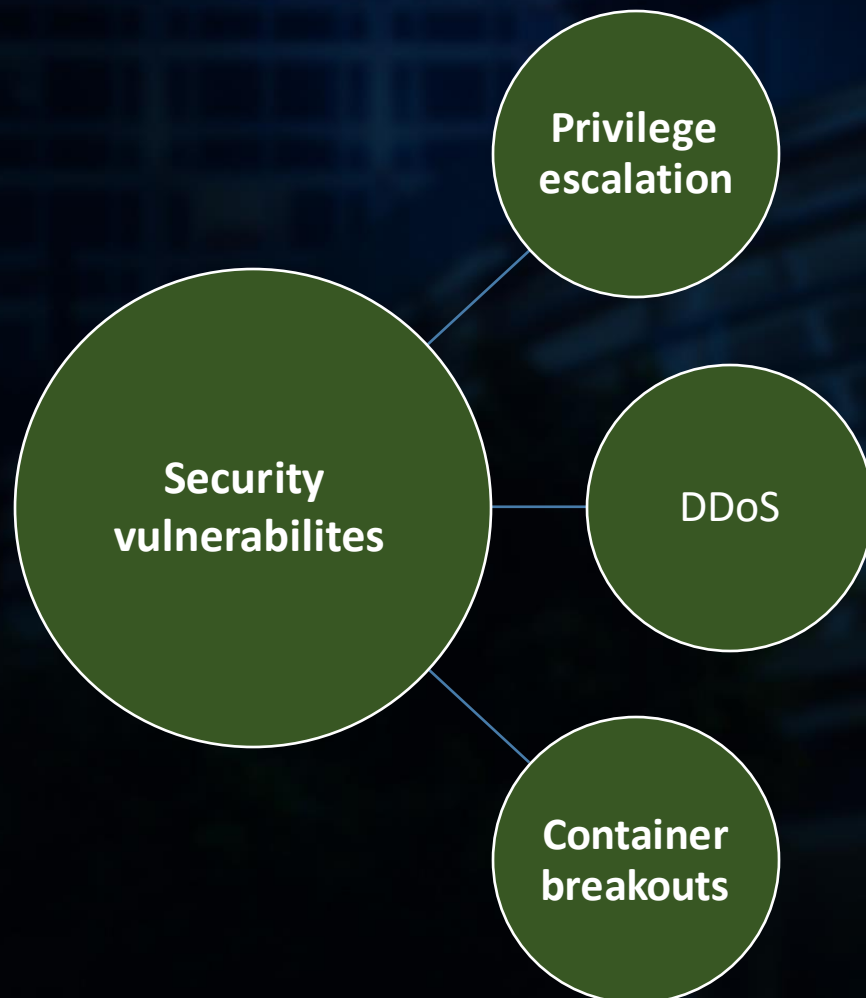 Privilege
escalation
Security
vulnerabilites
DDoS
Container
breakouts